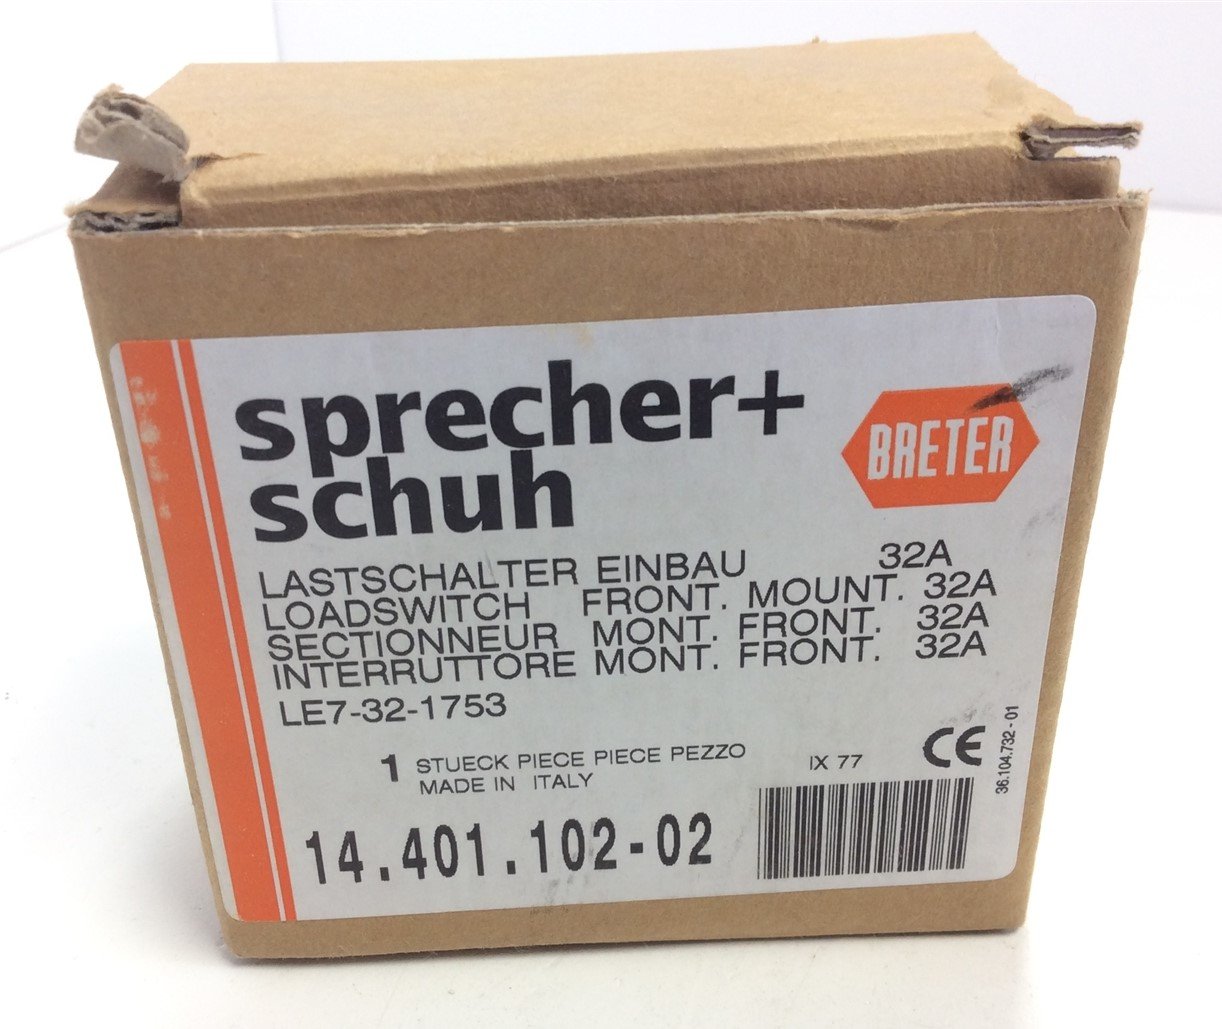 sprecher+
schuh
BRETER
LASTSCHALTER EINBAU 32A
LOADSWITCH FRONT. MOUNT. 32A
SECTIONNEUR MONT. FRONT. 32A
INTERRUTTORE MONT. FRONT. 32A
LE7-32-1753
1 STUECK PIECE PIECE PEZZO
MADE IN ITALY
IX 77
CE
36.104.732-01
14.401.102-02